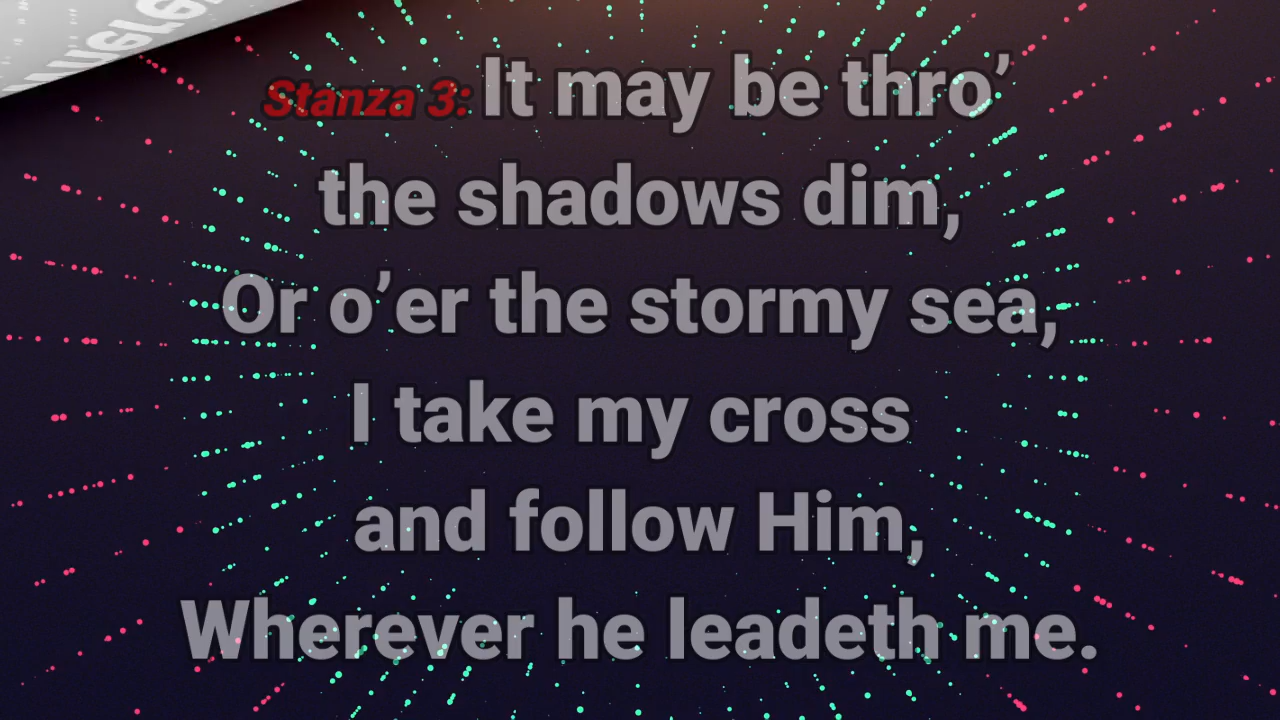 Stanza 3: It may be thro’
the shadows dim,
Or o’er the stormy sea,
I take my cross
and follow Him,
Wherever he leadeth me.